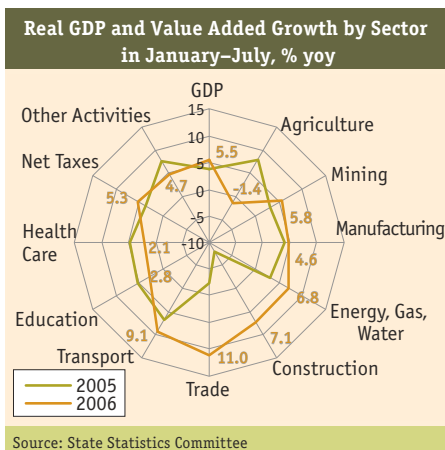 Real GDP and Value Added Growth by Sector
in January–July, % yoy
GDP
15
Other Activities
Agriculture
10
5
5.5
Net Taxes
Mining
4.7
0
-1.4
5.3
-5
5.8
Manufacturing
Health
Care
-10
2.1
4.6
2.8
6.8
Education
Energy, Gas,
Water
9.1
7.1
Transport
11.0
Construction
Trade
2005
2006
Source: State Statistics Committee